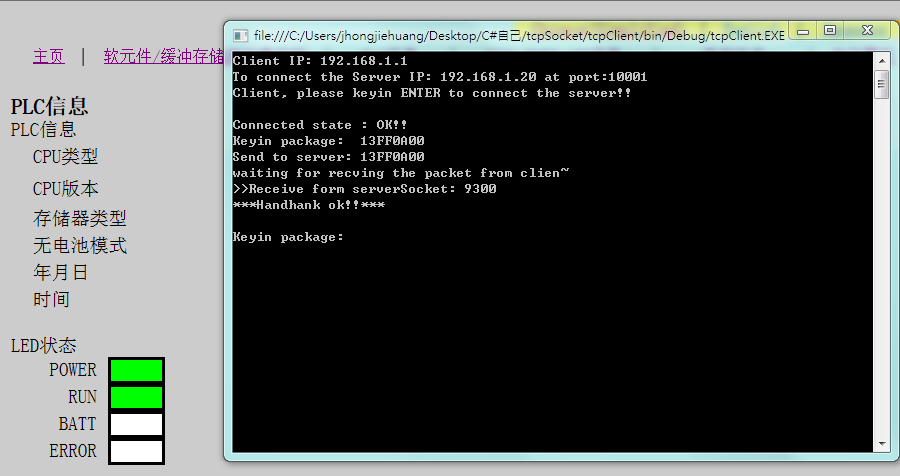 主页 | 软元件/缓冲存储
PLC信息
PLC信息
CPU类型
CPU版本
存储器类型
无电池模式
年月日
时间
LED状态
POWER
RUN
BATT
ERROR
file:///C:/Users/jhongjiehuang/Desktop/C#自己/tcpSocket/tcpClient/bin/Debug/tcpClient.EXE
Client IP: 192.168.1.1
To connect the Server IP: 192.168.1.20 at port:10001
Client, please keyin ENTER to connect the server!!
Connected state : OK!!
Keyin package:  13FF0A00
Send to server: 13FF0A00
waiting for recving the packet from clien~
>>Receive form serverSocket: 9300
***Handhank ok!!***
Keyin package: